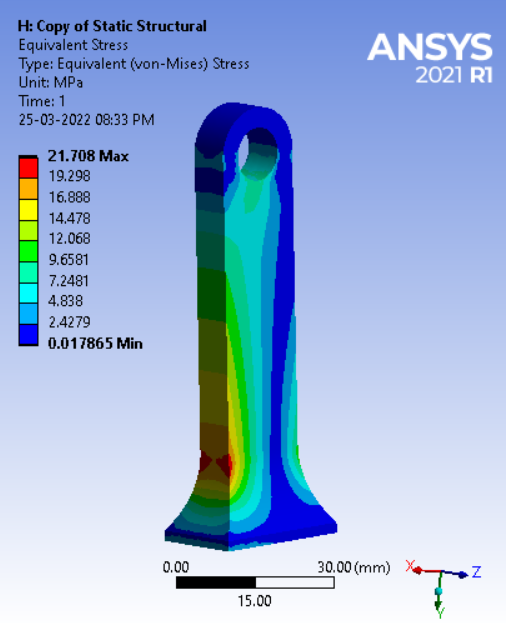 H: Copy of Static Structural
Equivalent Stress
Type: Equivalent (von-Mises) Stress
Unit: MPa
Time: 1
25-03-2022 08:33 PM
ANSYS
2021 R1
21.708 Max
19.298
16.888
14.478
12.068
9.6581
7.2481
4.838
2.4279
0.017865 Min
0.00 30.00 (mm)
15.00
X Z
Y